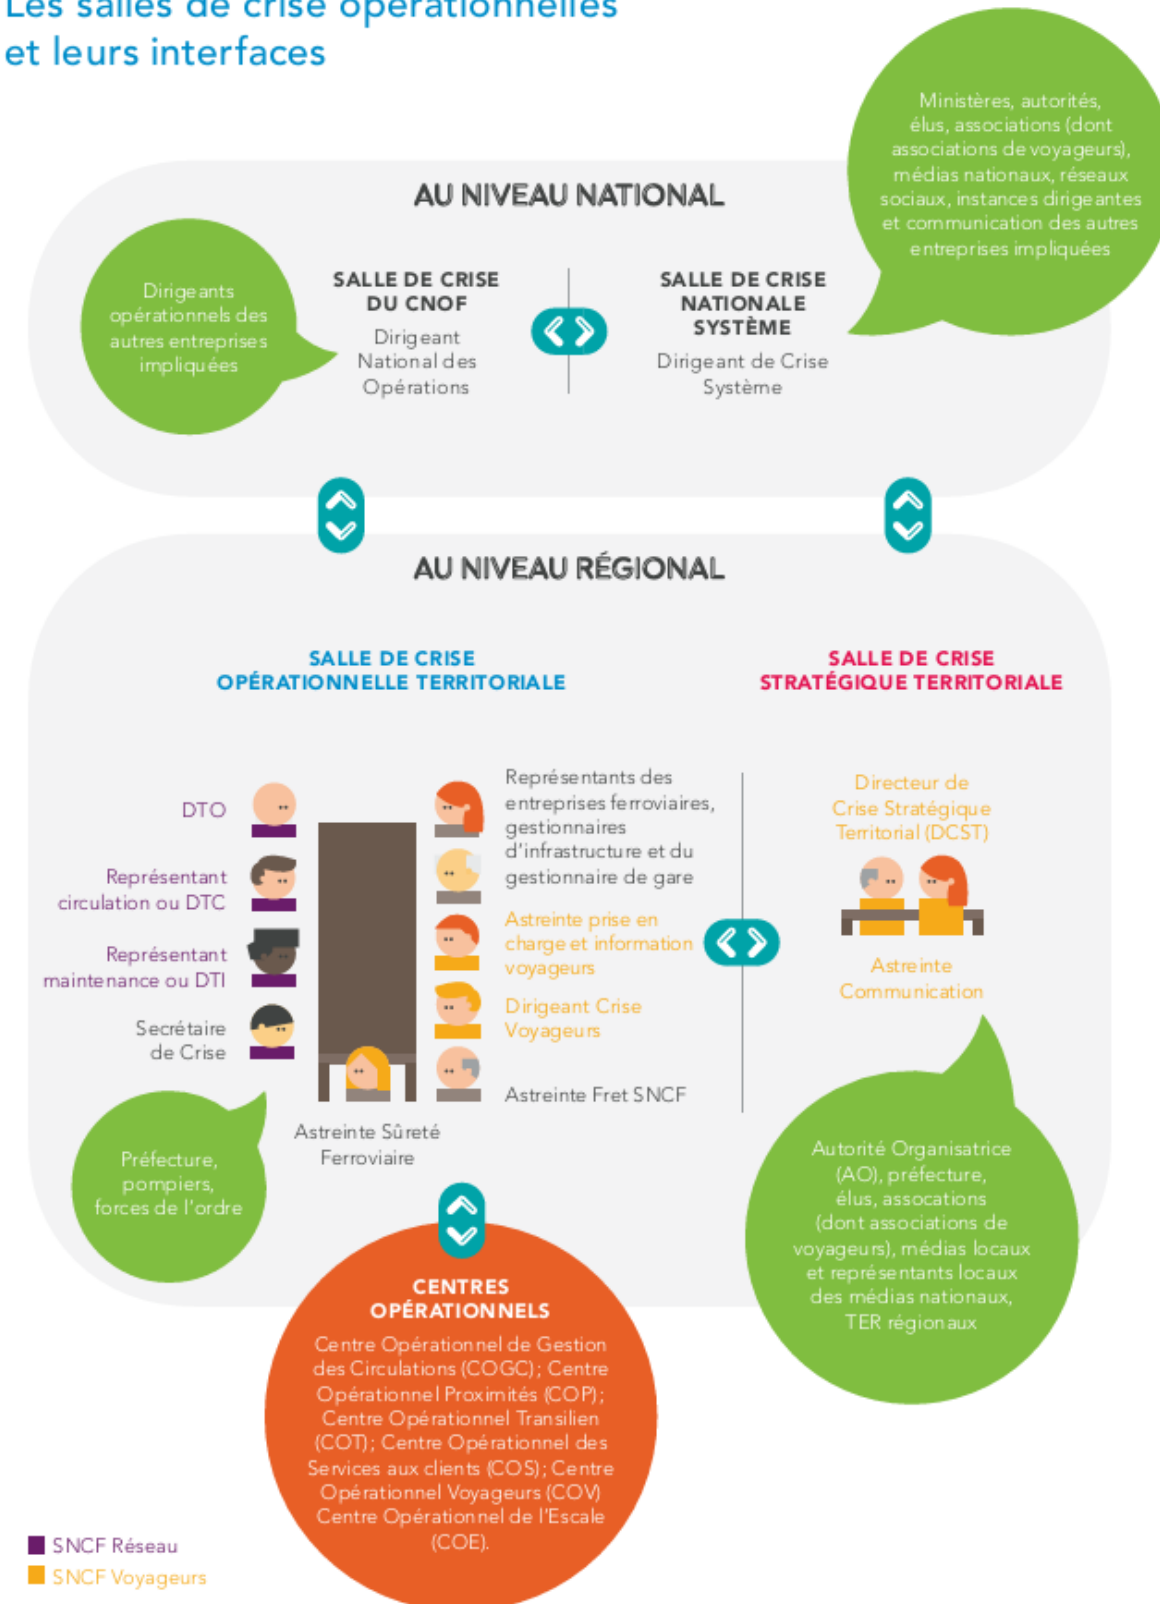 Les salles de crise opérationnelles
et leurs interfaces
Ministères, autorités,
élus, associations (dont
associations de voyageurs),
médias nationaux, réseaux
sociaux, instances dirigeantes
et communication des autres
entreprises impliquées
AU NIVEAU NATIONAL
Dirigeants
opérationnels des
autres entreprises
impliquées
SALLE DE CRISE
DU CNOF
Dirigeant
National des
Opérations
SALLE DE CRISE
NATIONALE
SYSTÈME
Dirigeant de Crise
Système
AU NIVEAU RÉGIONAL
SALLE DE CRISE
OPÉRATIONNELLE TERRITORIALE
SALLE DE CRISE
STRATÉGIQUE TERRITORIALE
DTO
Représentant
circulation ou DTC
Représentant
maintenance ou DTI
Secrétaire
de Crise
Représentants des
entreprises ferroviaires,
gestionnaires
d'infrastructure et du
gestionnaire de gare
Astreinte prise en
charge et information
voyageurs
Dirigeant Crise
Voyageurs
Astreinte Fret SNCF
Astreinte Sûreté
Ferroviaire
Directeur de
Crise Stratégique
Territorial (DCST)
Astreinte
Communication
Préfecture,
pompiers,
forces de l'ordre
Autorité Organisatrice
(AO), préfecture,
élus, assocations
(dont associations de
voyageurs), médias locaux
et représentants locaux
des médias nationaux,
TER régionaux
CENTRES
OPÉRATIONNELS
Centre Opérationnel de Gestion
des Circulations (COGC) ; Centre
Opérationnel Proximités (COP) ;
Centre Opérationnel Transilien
(COT) ; Centre Opérationnel des
Services aux clients (COS) ; Centre
Opérationnel Voyageurs (COV)
Centre Opérationnel de l'Escale
(COE).
SNCF Réseau
SNCF Voyageurs